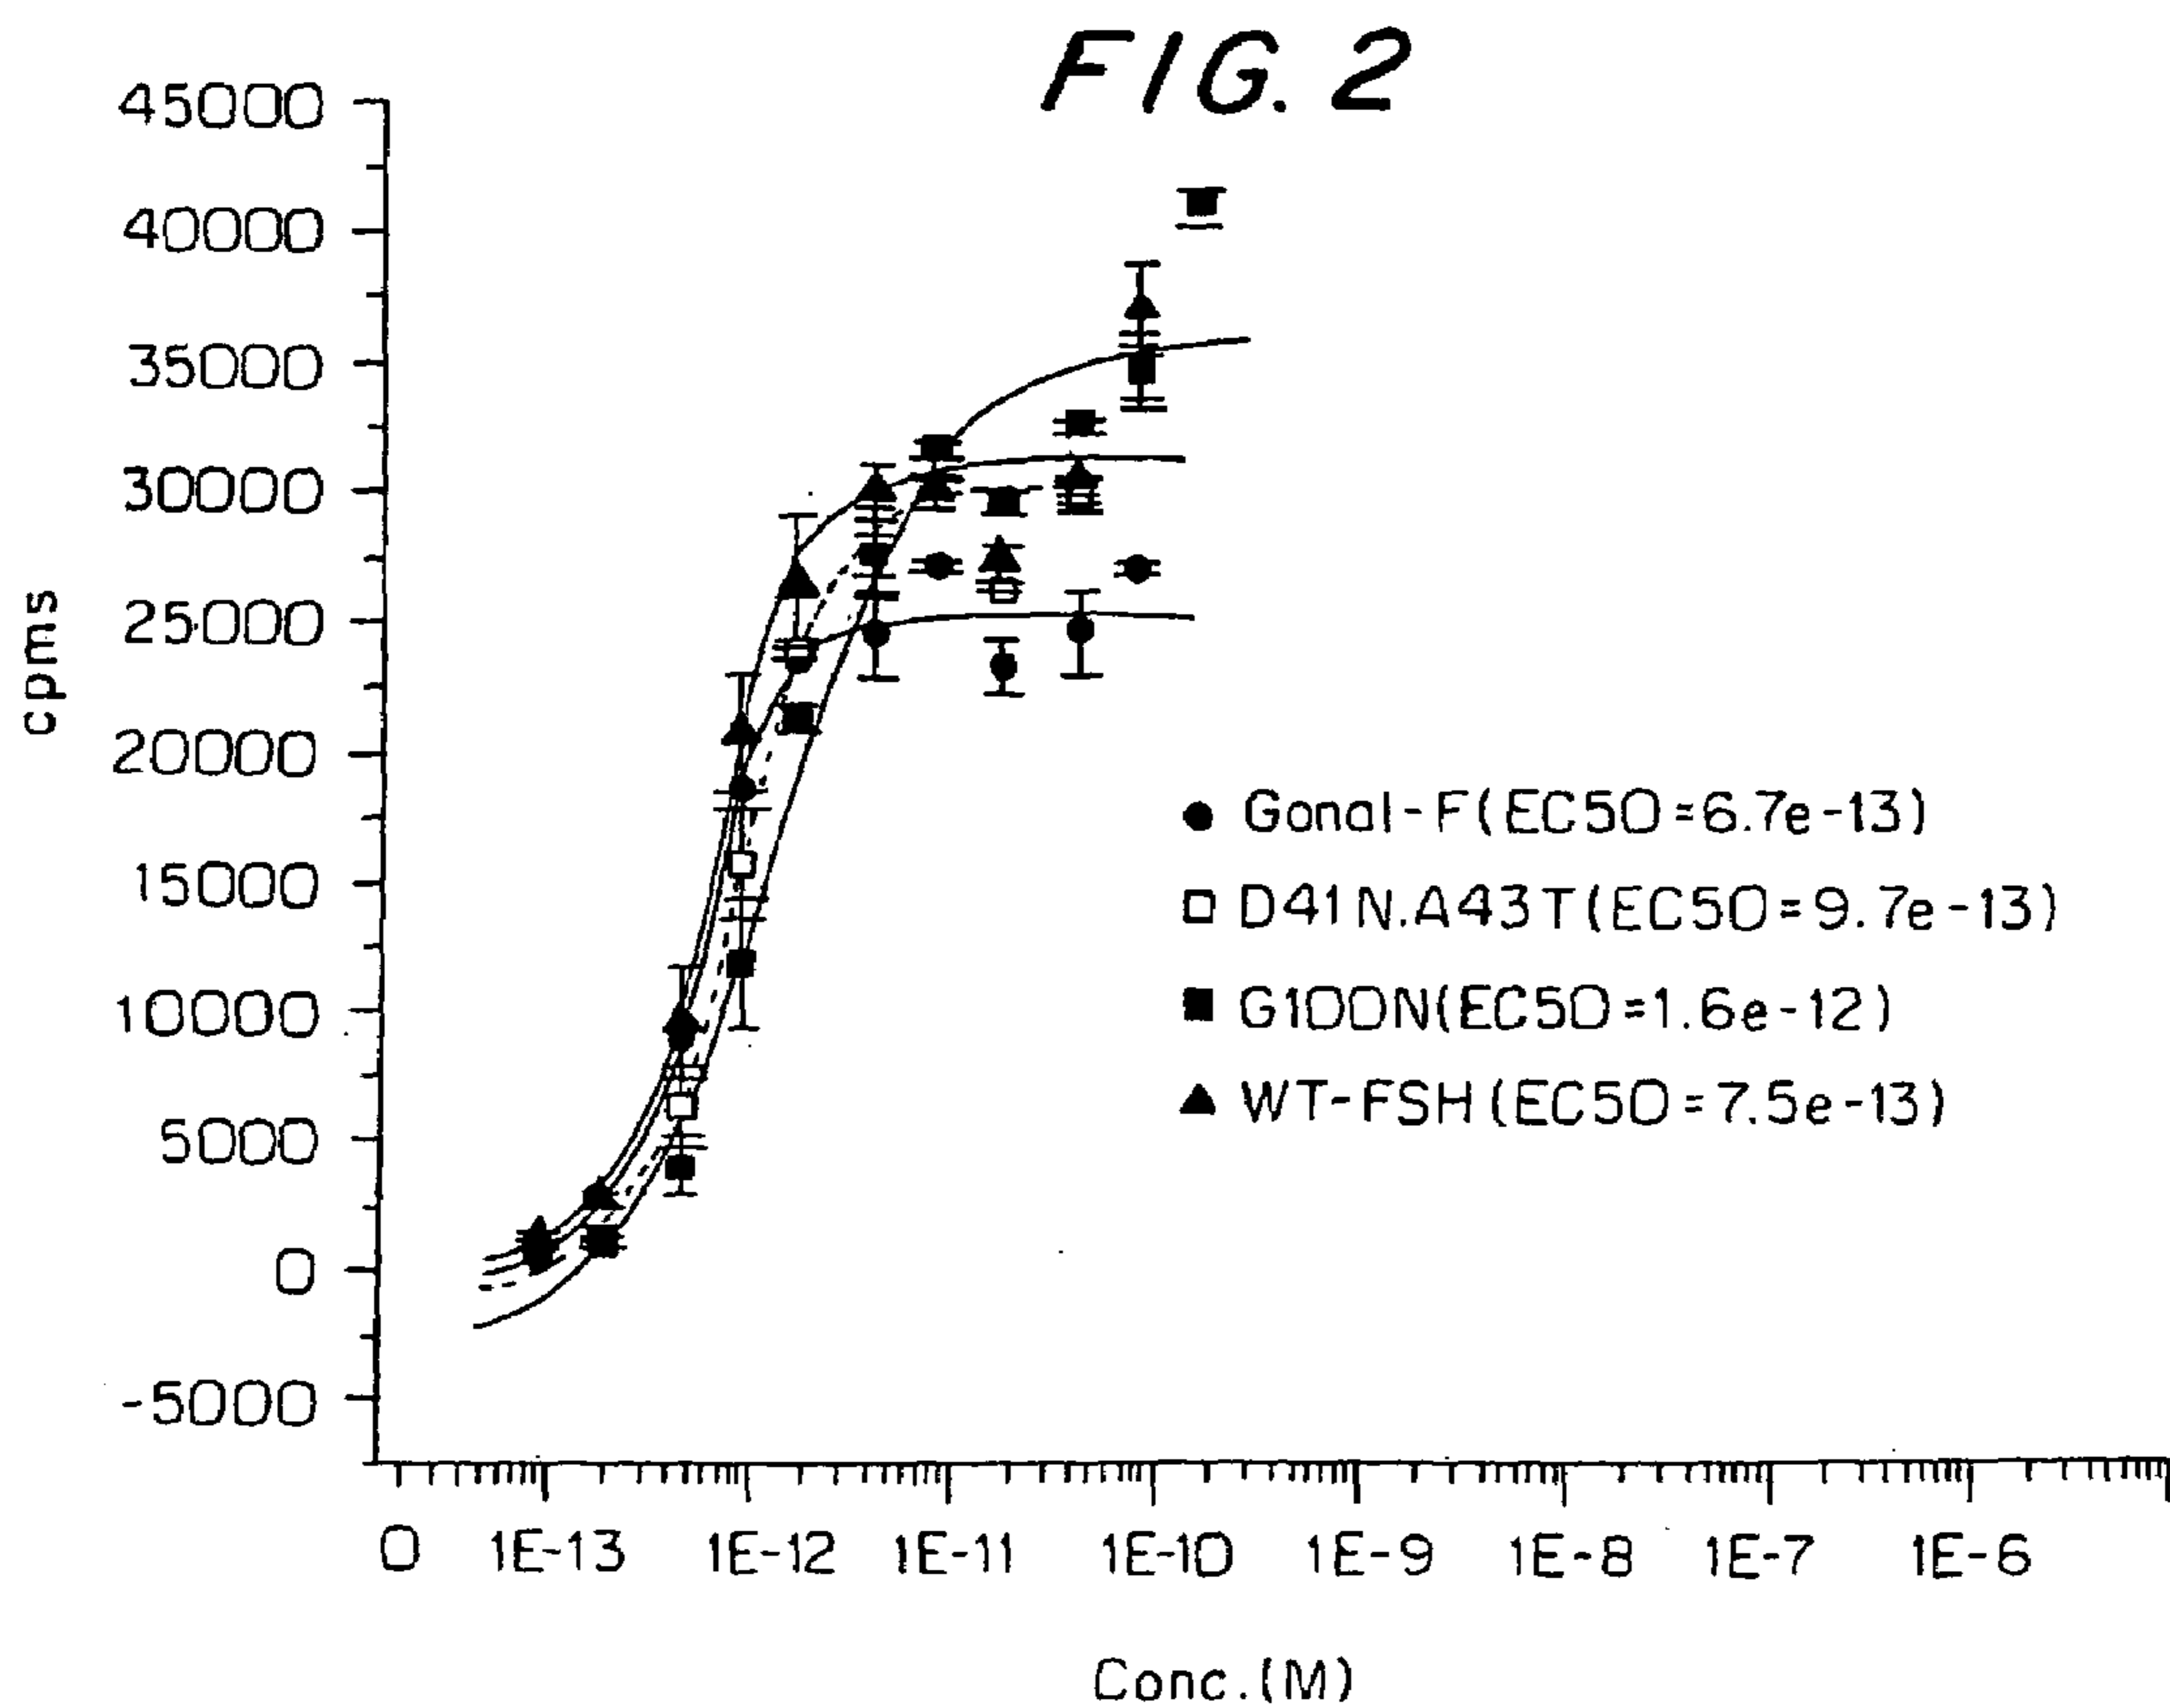 FIG. 2
45000
40000
35000
30000
25000
20000
15000
10000
5000
0
-5000
cpms
● Gonal-F(EC50=6.7e-13)
□ D41N.A43T(EC50=9.7e-13)
■ G100N(EC50=1.6e-12)
▲ WT-FSH(EC50=7.5e-13)
0 1E-13 1E-12 1E-11 1E-10 1E-9 1E-8 1E-7 1E-6
Conc.(M)